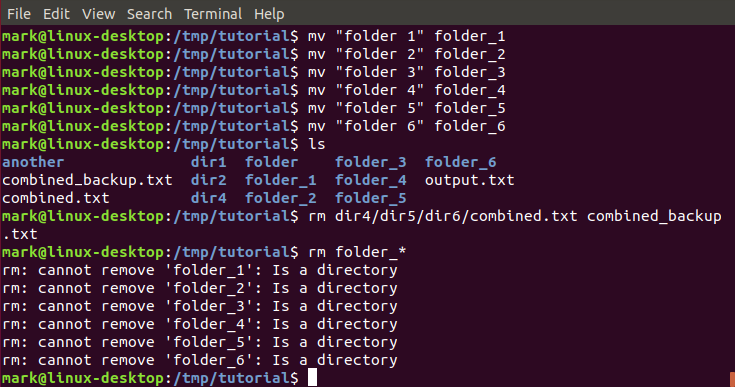 File Edit View Search Terminal Help
mark@linux-desktop:/tmp/tutorial$ mv "folder 1" folder_1
mark@linux-desktop:/tmp/tutorial$ mv "folder 2" folder_2
mark@linux-desktop:/tmp/tutorial$ mv "folder 3" folder_3
mark@linux-desktop:/tmp/tutorial$ mv "folder 4" folder_4
mark@linux-desktop:/tmp/tutorial$ mv "folder 5" folder_5
mark@linux-desktop:/tmp/tutorial$ mv "folder 6" folder_6
mark@linux-desktop:/tmp/tutorial$ ls
another              dir1  folder    folder_3  folder_6
combined_backup.txt  dir2  folder_1  folder_4  output.txt
combined.txt         dir4  folder_2  folder_5
mark@linux-desktop:/tmp/tutorial$ rm dir4/dir5/dir6/combined.txt combined_backup
.txt
mark@linux-desktop:/tmp/tutorial$ rm folder_*
rm: cannot remove 'folder_1': Is a directory
rm: cannot remove 'folder_2': Is a directory
rm: cannot remove 'folder_3': Is a directory
rm: cannot remove 'folder_4': Is a directory
rm: cannot remove 'folder_5': Is a directory
rm: cannot remove 'folder_6': Is a directory
mark@linux-desktop:/tmp/tutorial$